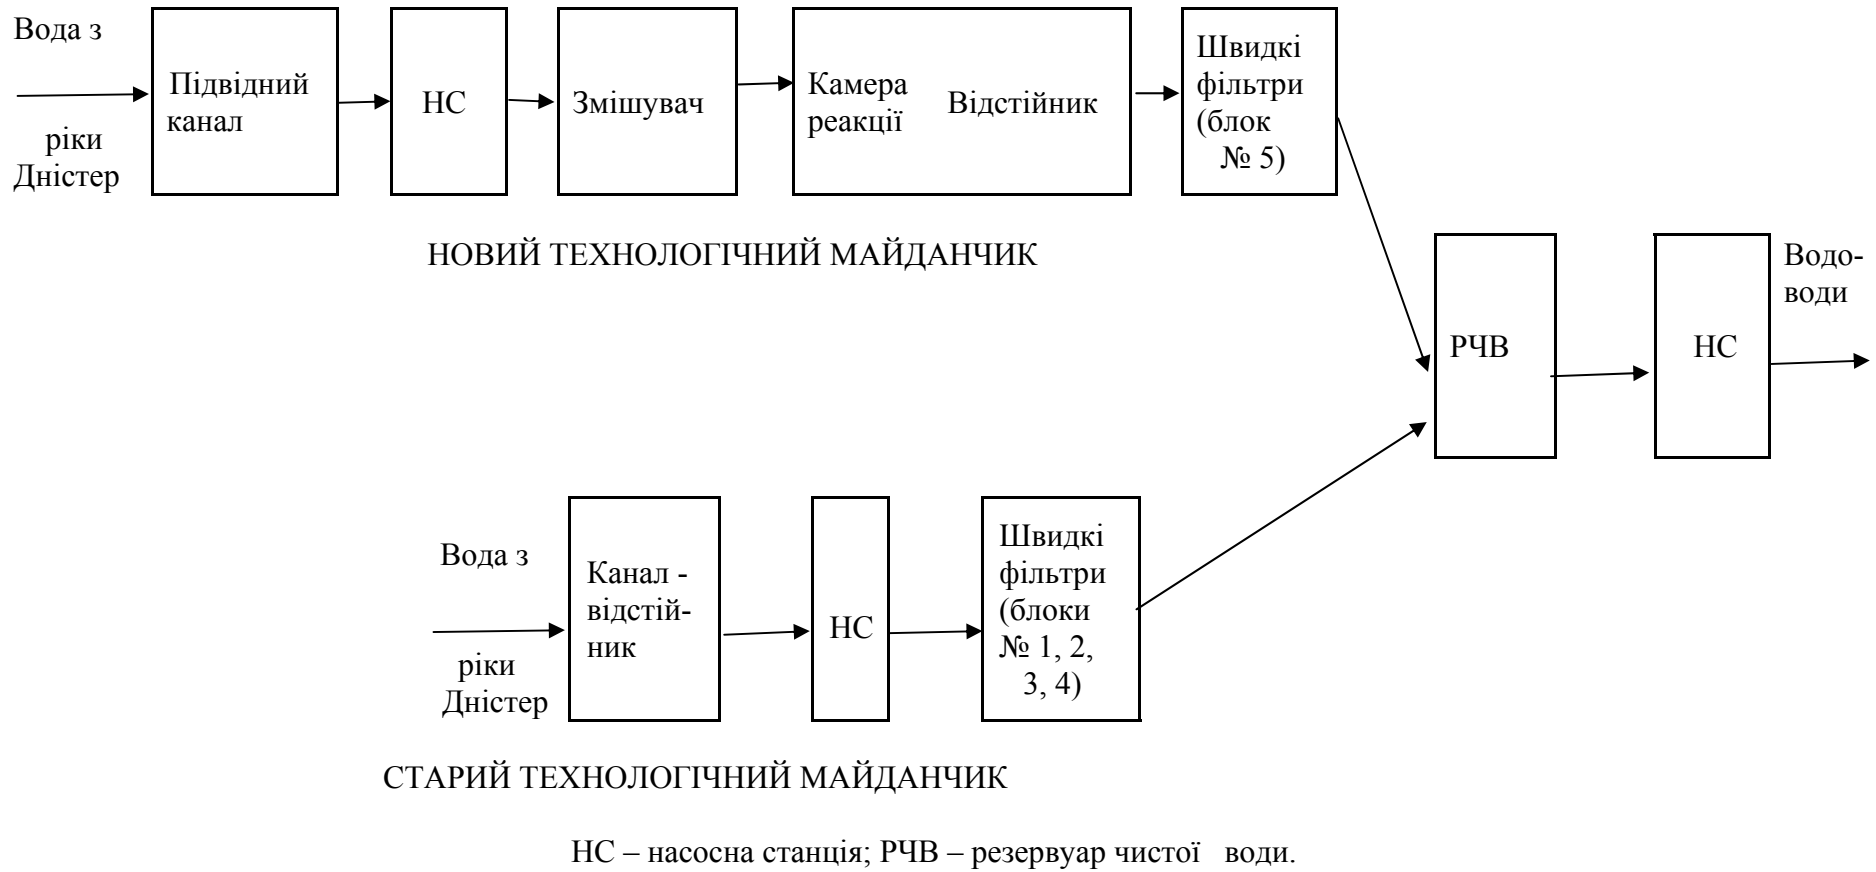 Вода з
ріки
Дністер
Підвідний
канал
НС
Змішувач
Камера
реакції
Відстійник
Швидкі
фільтри
(блок
№ 5)
НОВИЙ ТЕХНОЛОГІЧНИЙ МАЙДАНЧИК
РЧВ
НС
Водо-
води
Вода з
ріки
Дністер
Канал -
відстій-
ник
НС
Швидкі
фільтри
(блоки
№ 1, 2,
3, 4)
СТАРИЙ ТЕХНОЛОГІЧНИЙ МАЙДАНЧИК
НС – насосна станція; РЧВ – резервуар чистої води.